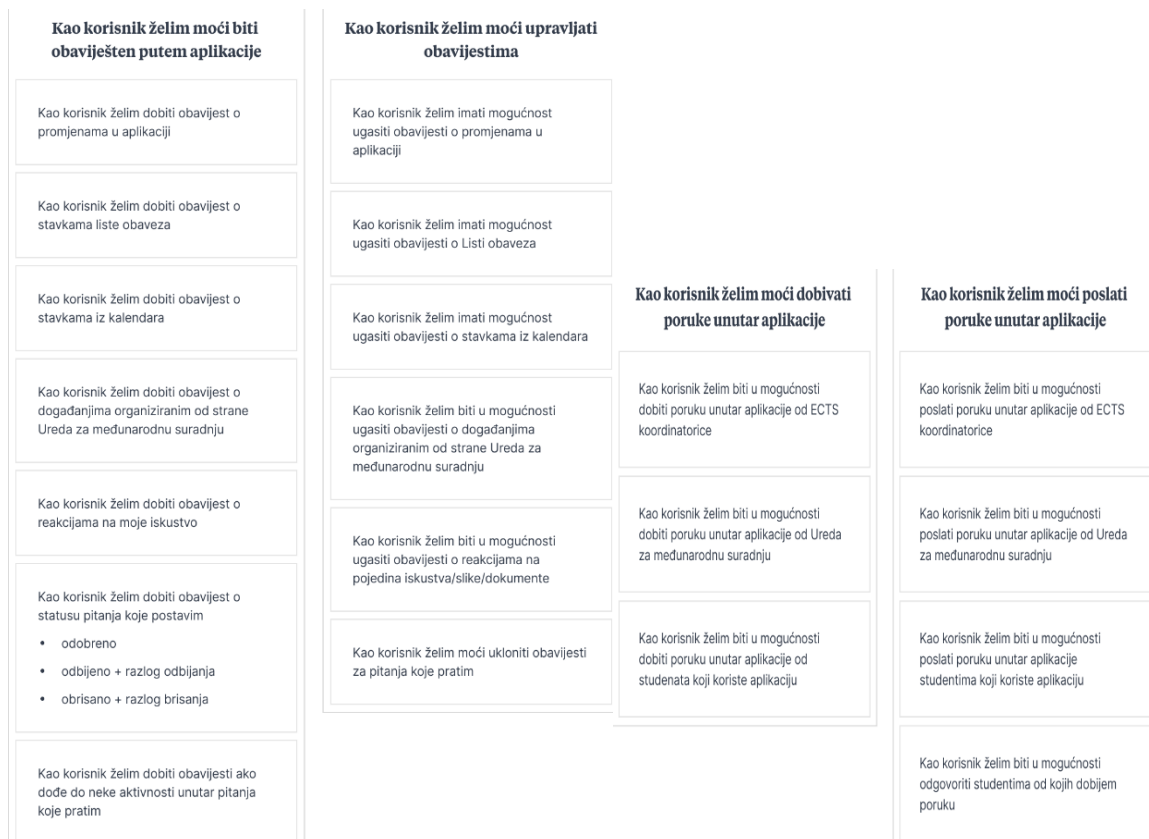 Kao korisnik želim moći biti
obaviješten putem aplikacije
Kao korisnik želim dobiti obavijest o
promjenama u aplikaciji
Kao korisnik želim dobiti obavijest o
stavkama liste obaveza
Kao korisnik želim dobiti obavijest o
stavkama iz kalendara
Kao korisnik želim dobiti obavijest o
događanjima organiziranim od strane
Ureda za međunarodnu suradnju
Kao korisnik želim dobiti obavijest o
reakcijama na moje iskustvo
Kao korisnik želim dobiti obavijest o
statusu pitanja koje postavim
• odobreno
• odbijeno + razlog odbijanja
• obrisano + razlog brisanja
Kao korisnik želim dobiti obavijesti ako
dođe do neke aktivnosti unutar pitanja
koje pratim
Kao korisnik želim moći upravljati
obavijestima
Kao korisnik želim imati mogućnost
ugasiti obavijesti o promjenama u
aplikaciji
Kao korisnik želim imati mogućnost
ugasiti obavijesti o Listi obaveza
Kao korisnik želim imati mogućnost
ugasiti obavijesti o stavkama iz kalendara
Kao korisnik želim biti u mogućnosti
ugasiti obavijesti o događanjima
organiziranim od strane Ureda za
međunarodnu suradnju
Kao korisnik želim biti u mogućnosti
ugasiti obavijesti o reakcijama na
pojedina iskustva/slike/dokumente
Kao korisnik želim moći ukloniti obavijesti
za pitanja koje pratim
Kao korisnik želim moći dobivati
poruke unutar aplikacije
Kao korisnik želim biti u mogućnosti
dobiti poruku unutar aplikacije od ECTS
koordinatorice
Kao korisnik želim biti u mogućnosti
dobiti poruku unutar aplikacije od Ureda
za međunarodnu suradnju
Kao korisnik želim biti u mogućnosti
dobiti poruku unutar aplikacije od
studenata koji koriste aplikaciju
Kao korisnik želim moći poslati
poruke unutar aplikacije
Kao korisnik želim biti u mogućnosti
poslati poruku unutar aplikacije od ECTS
koordinatorice
Kao korisnik želim biti u mogućnosti
poslati poruku unutar aplikacije od Ureda
za međunarodnu suradnju
Kao korisnik želim biti u mogućnosti
poslati poruku unutar aplikacije
studentima koji koriste aplikaciju
Kao korisnik želim biti u mogućnosti
odgovoriti studentima od kojih dobijem
poruku